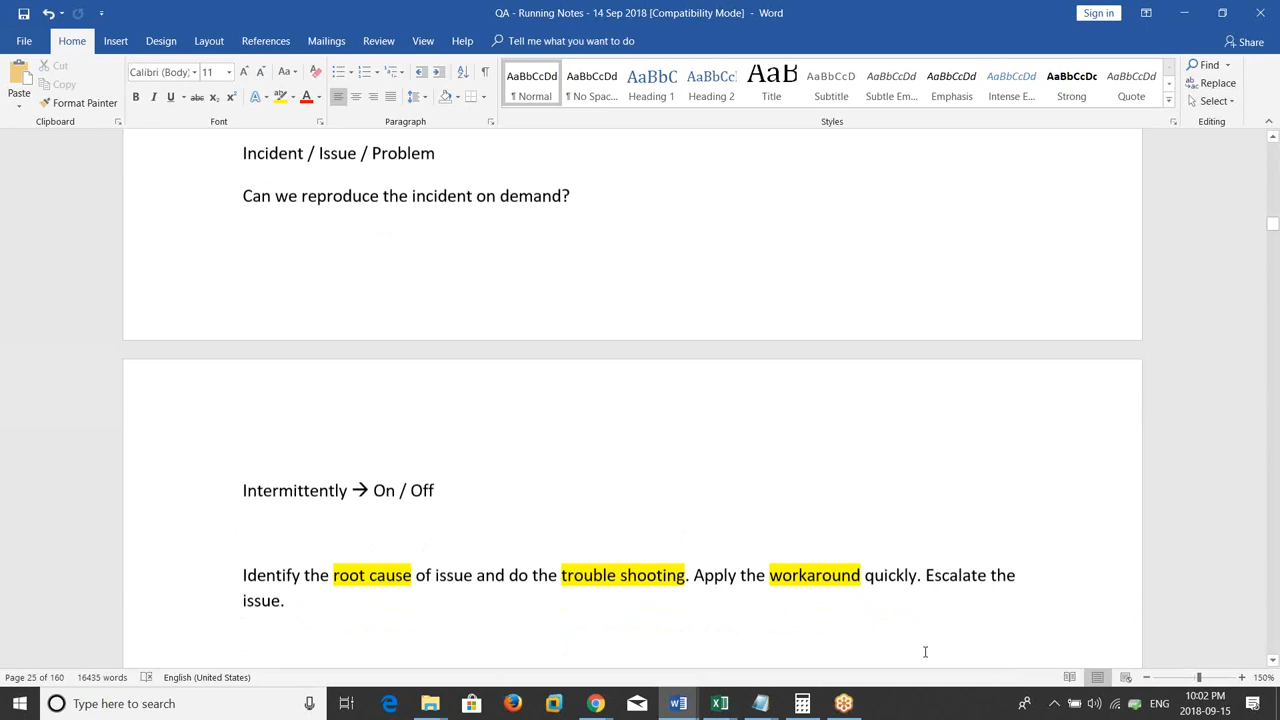 QA - Running Notes - 14 Sep 2018 [Compatibility Mode] - Word
Sign in
File Home Insert Design Layout References Mailings Review View Help Tell me what you want to do Share
Paste
Cut
Copy
Format Painter
Clipboard
Calibri (Body) 11
Font
Paragraph
AaBbCcDd AaBbCcDd AaBbC AaBbCc AaB AaBbCcD AaBbCcDd AaBbCcDd AaBbCcDd AaBbCcDc AaBbCcDd
¶ Normal ¶ No Spac... Heading 1 Heading 2 Title Subtitle Subtle Em... Emphasis Intense E... Strong Quote
Styles
Find
Replace
Select
Editing
Incident / Issue / Problem
Can we reproduce the incident on demand?
Intermittently → On / Off
Identify the root cause of issue and do the trouble shooting. Apply the workaround quickly. Escalate the
issue.
Page 25 of 160 16435 words English (United States) 150%
Type here to search
ENG
10:02 PM
2018-09-15